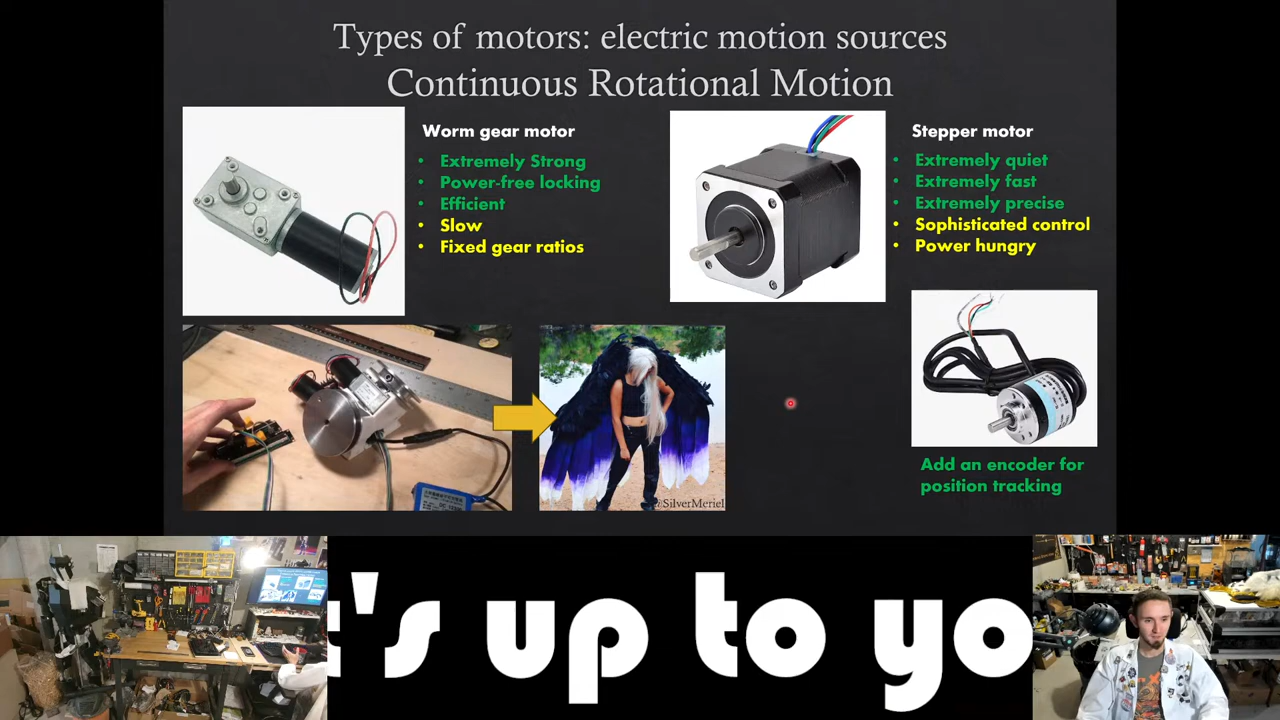 Types of motors: electric motion sources
Continuous Rotational Motion
Worm gear motor
• Extremely Strong
• Power-free locking
• Efficient
• Slow
• Fixed gear ratios
Stepper motor
• Extremely quiet
• Extremely fast
• Extremely precise
• Sophisticated control
• Power hungry
@SilverMeriel
Add an encoder for
position tracking
t's up to yo